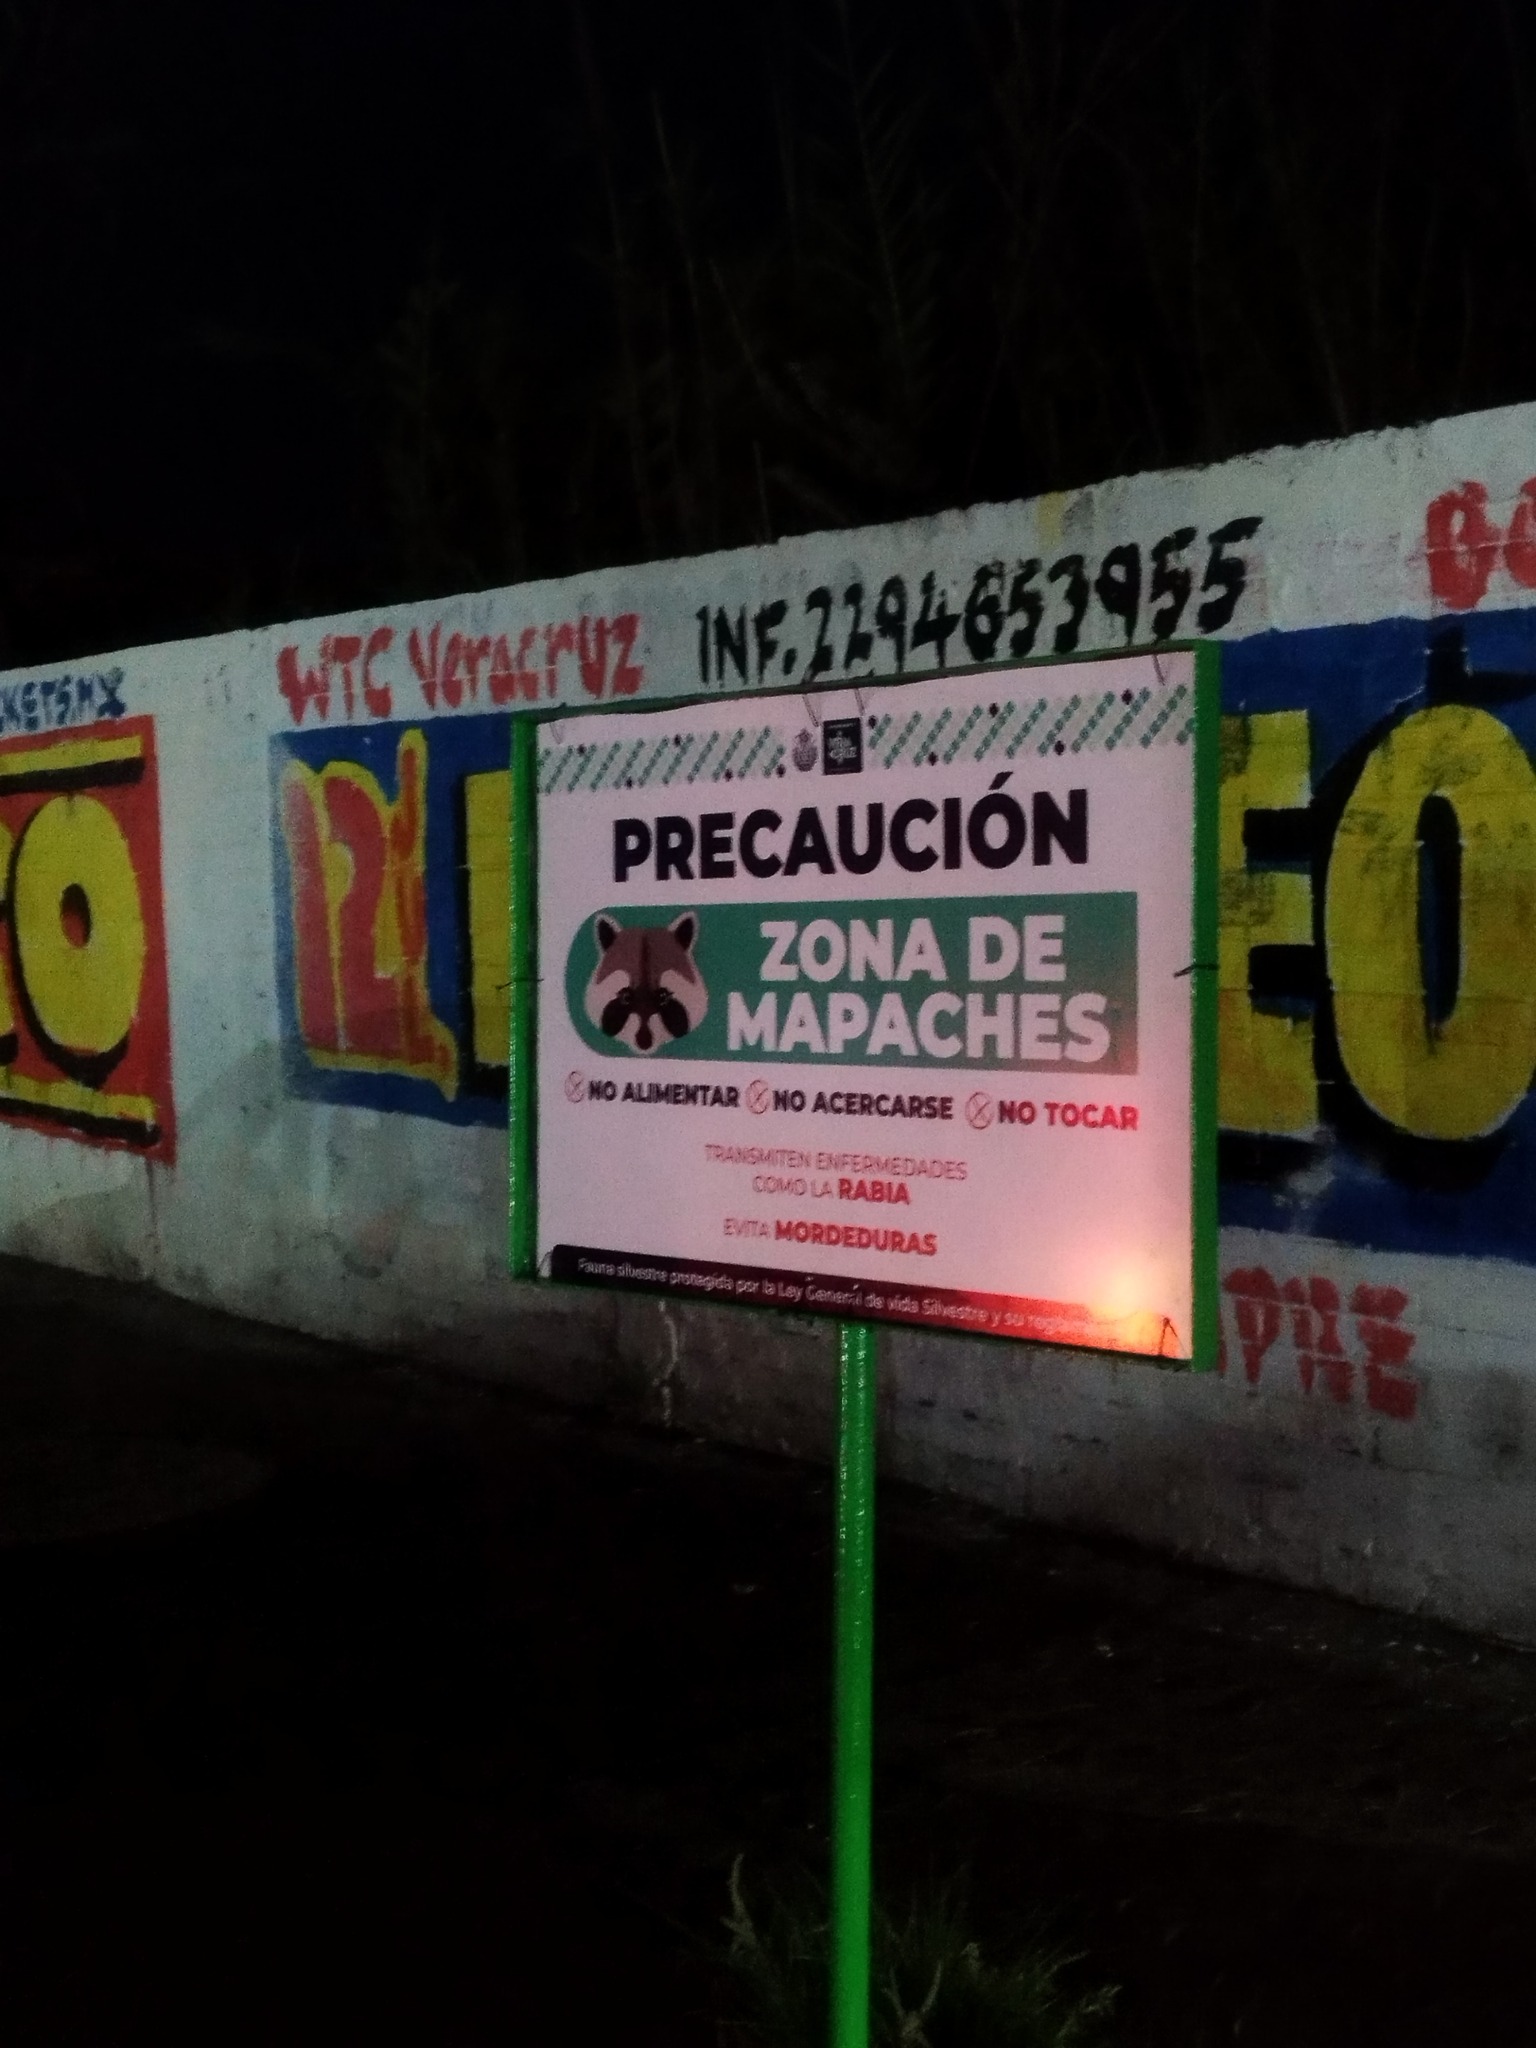 WTC Veracruz
INF. 2294653955
PRECAUCIÓN
ZONA DE
MAPACHES
NO ALIMENTAR NO ACERCARSE NO TOCAR
TRANSMITEN ENFERMEDADES
COMO LA RABIA
EVITA MORDEDURAS
Fauna silvestre protegida por la Ley General de vida Silvestre y su